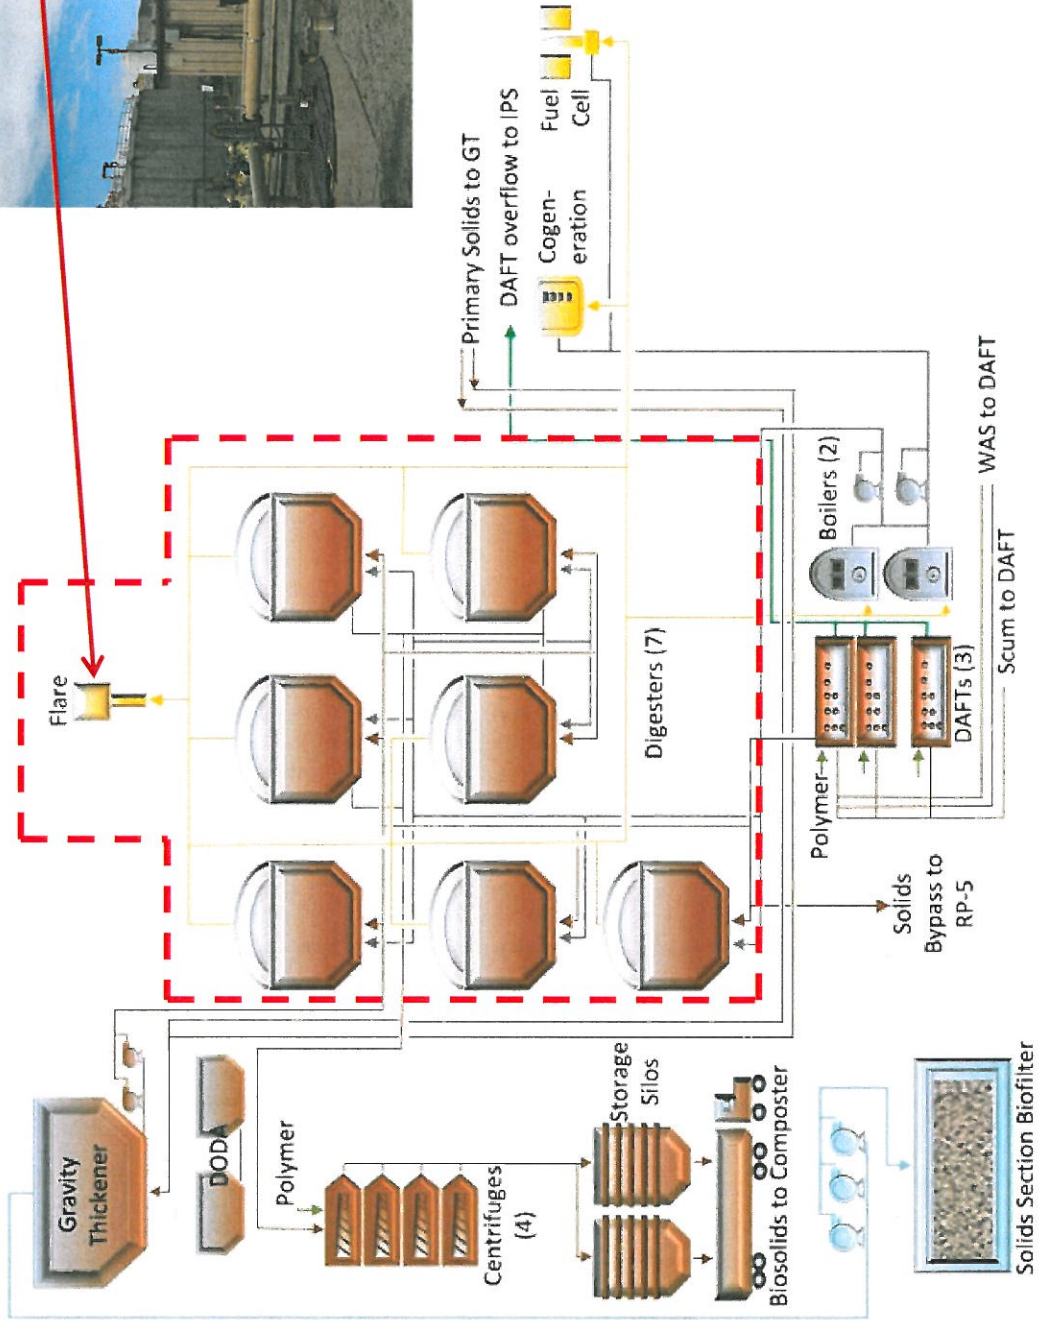 Flare
Gravity
Thickener
DODA
Primary Solids to GT
DAFT overflow to IPS
Cogen-
eration
Fuel
Cell
Polymer
Centrifuges
(4)
Storage
Silos
Digesters (7)
Boilers (2)
Biosolids to Composter
Polymer
Solids
Bypass to
RP-5
DAFTs (3)
WAS to DAFT
Scum to DAFT
Solids Section Biofilter